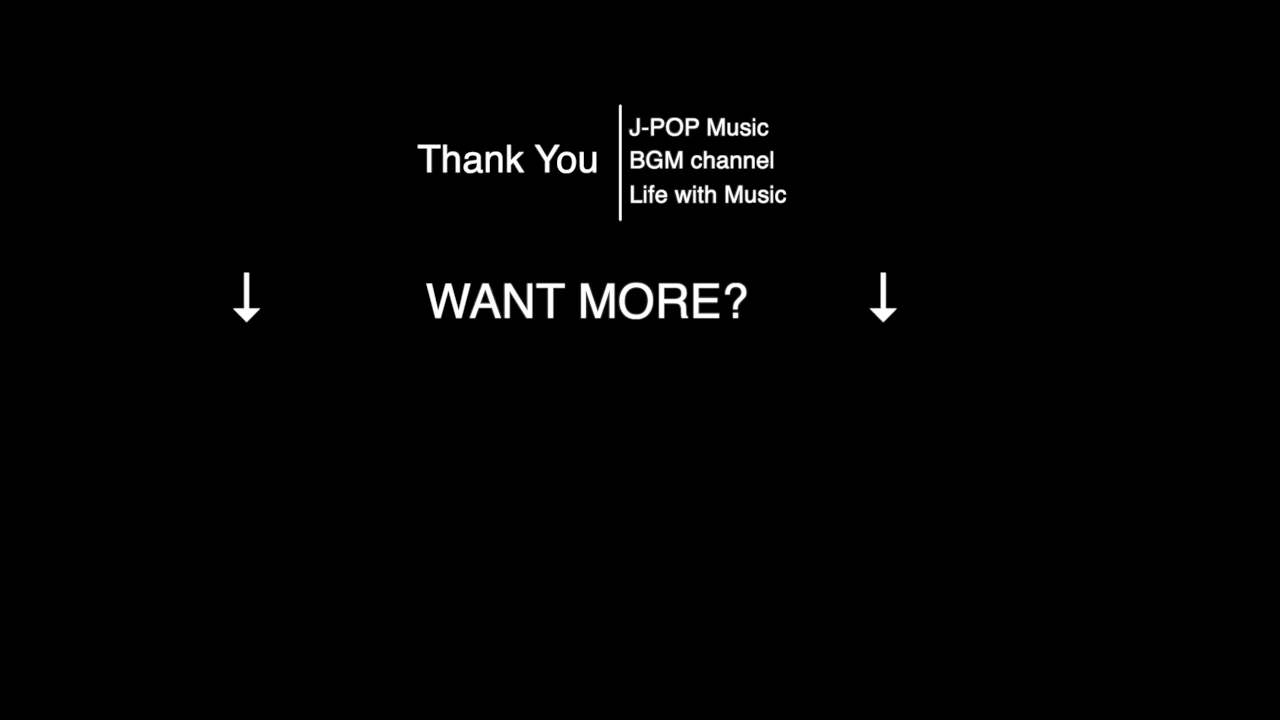 Thank You
J-POP Music
BGM channel
Life with Music
↓ WANT MORE? ↓